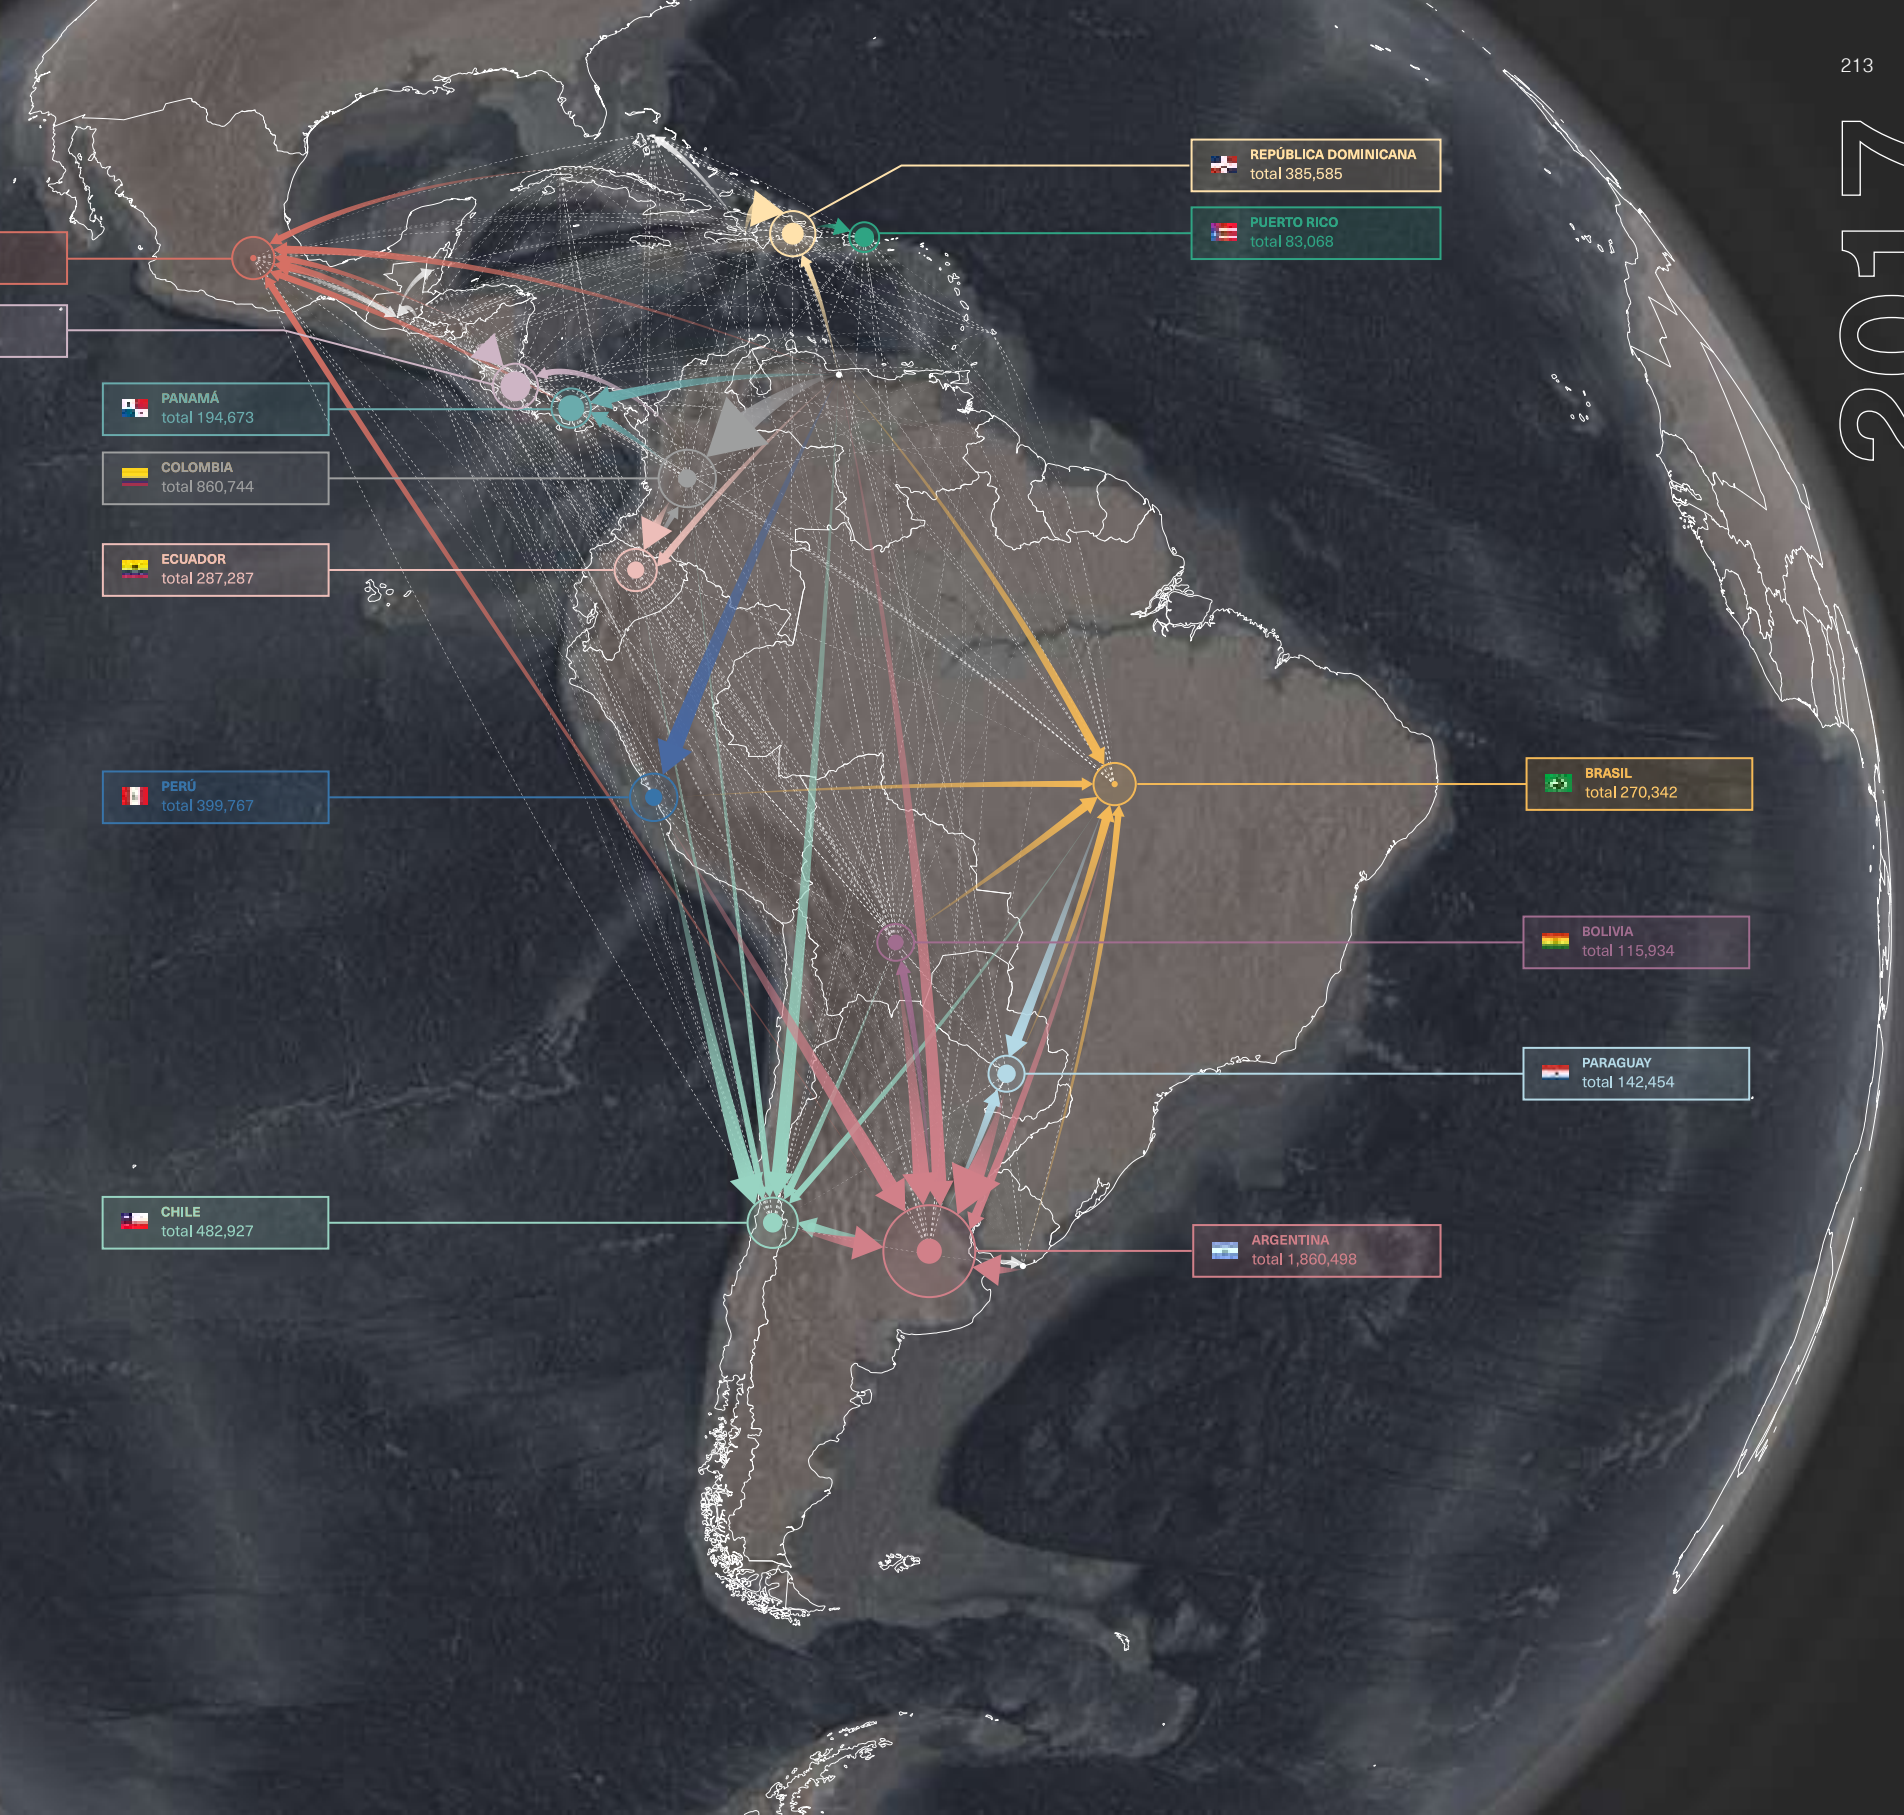 213
2017
REPÚBLICA DOMINICANA
total 385,585
PUERTO RICO
total 83,068
PANAMÁ
total 194,673
COLOMBIA
total 860,744
ECUADOR
total 287,287
PERÚ
total 399,767
BRASIL
total 270,342
BOLIVIA
total 115,934
PARAGUAY
total 142,454
CHILE
total 482,927
ARGENTINA
total 1,860,498